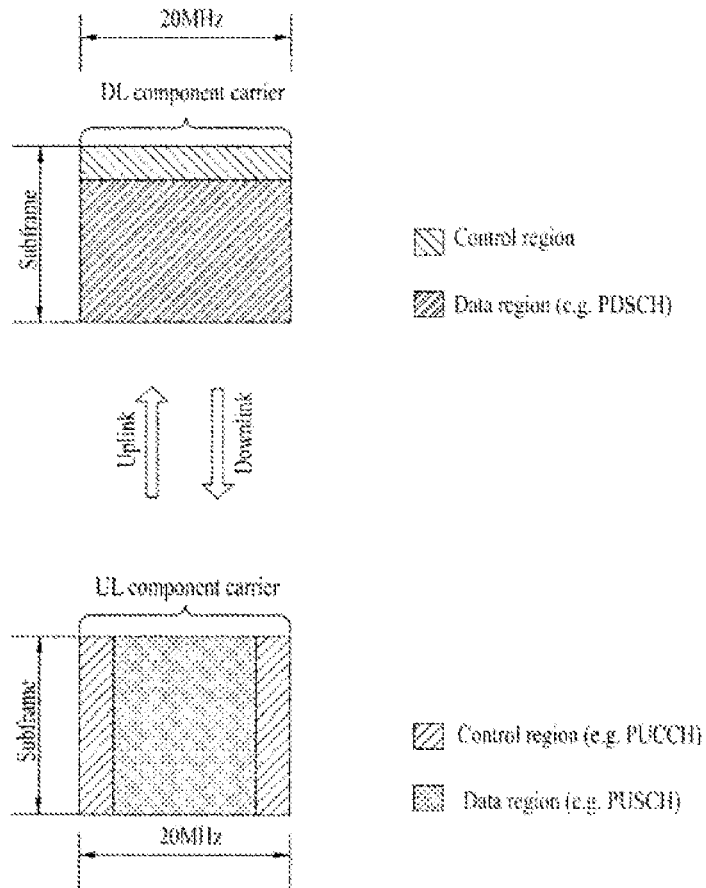 20MHz
DL component carrier
Subframe
Control region
Data region (e.g. PDSCH)
Uplink
Downlink
UL component carrier
Subframe
Control region (e.g. PUCCH)
Data region (e.g. PUSCH)
20MHz